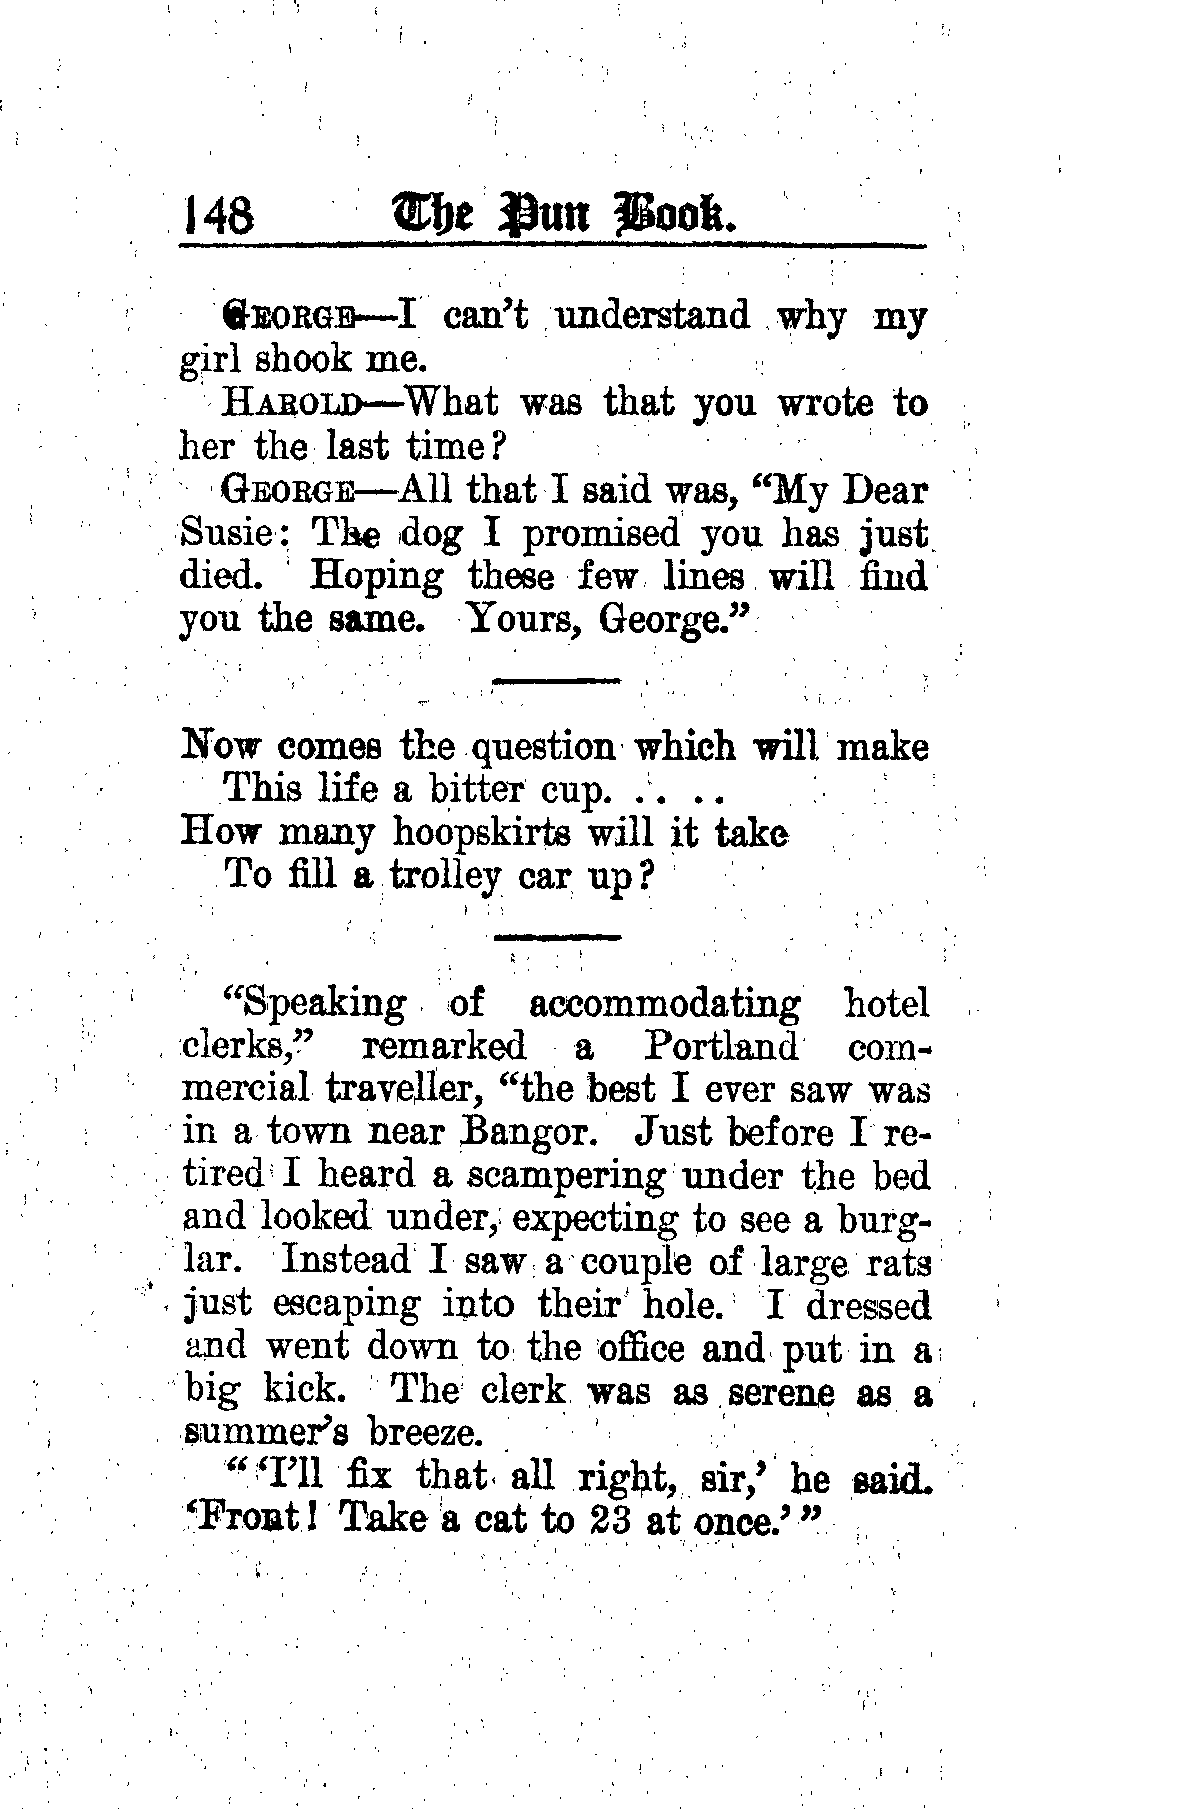 148 The Pun Book.
GEORGE—I can't understand why my
girl shook me.
HAROLD—What was that you wrote to
her the last time?
GEORGE—All that I said was, "My Dear
Susie: The dog I promised you has just
died. Hoping these few lines will find
you the same. Yours, George."
Now comes the question which will make
This life a bitter cup. . . . .
How many hoopskirts will it take
To fill a trolley car up?
"Speaking of accommodating hotel
clerks," remarked a Portland com-
mercial traveller, "the best I ever saw was
in a town near Bangor. Just before I re-
tired I heard a scampering under the bed
and looked under, expecting to see a burg-
lar. Instead I saw a couple of large rats
just escaping into their hole. I dressed
and went down to the office and put in a
big kick. The clerk was as serene as a
summer's breeze.
"'I'll fix that all right, sir,' he said.
'Front! Take a cat to 23 at once.'"